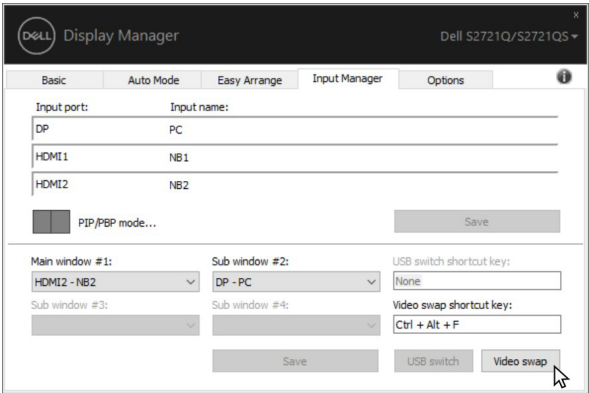 x
DELL Display Manager Dell S2721Q/S2721QS
Basic Auto Mode Easy Arrange Input Manager Options i
Input port: Input name:
DP PC
HDMI1 NB1
HDMI2 NB2
PIP/PBP mode... Save
Main window #1: Sub window #2: USB switch shortcut key:
HDMI2 - NB2 DP - PC None
Sub window #3: Sub window #4: Video swap shortcut key:
Ctrl + Alt + F
Save USB switch Video swap